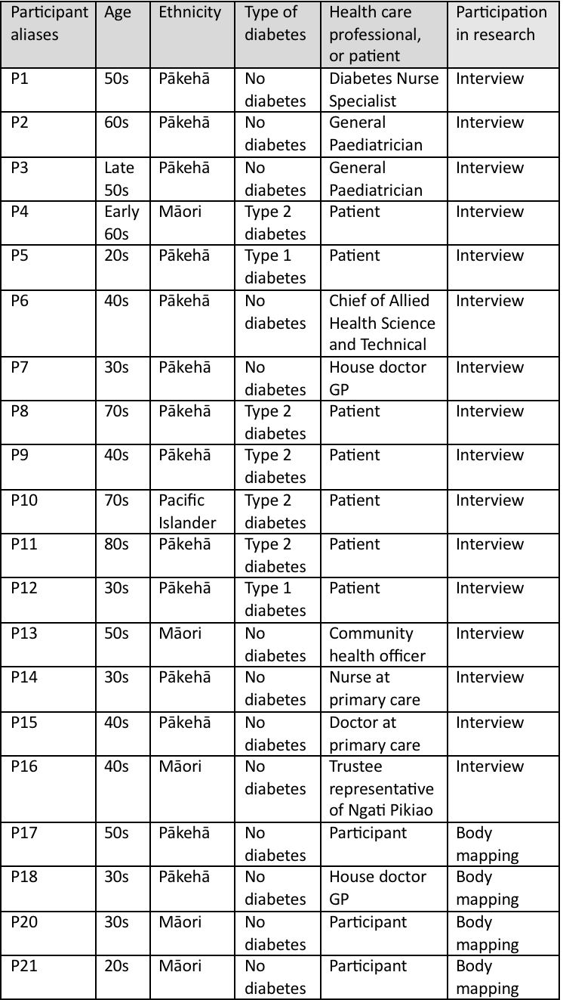 Participant aliases | Age | Ethnicity | Type of diabetes | Health care professional, or patient | Participation in research
P1 | 50s | Pākehā | No diabetes | Diabetes Nurse Specialist | Interview
P2 | 60s | Pākehā | No diabetes | General Paediatrician | Interview
P3 | Late 50s | Pākehā | No diabetes | General Paediatrician | Interview
P4 | Early 60s | Māori | Type 2 diabetes | Patient | Interview
P5 | 20s | Pākehā | Type 1 diabetes | Patient | Interview
P6 | 40s | Pākehā | No diabetes | Chief of Allied Health Science and Technical | Interview
P7 | 30s | Pākehā | No diabetes | House doctor GP | Interview
P8 | 70s | Pākehā | Type 2 diabetes | Patient | Interview
P9 | 40s | Pākehā | Type 2 diabetes | Patient | Interview
P10 | 70s | Pacific Islander | Type 2 diabetes | Patient | Interview
P11 | 80s | Pākehā | Type 2 diabetes | Patient | Interview
P12 | 30s | Pākehā | Type 1 diabetes | Patient | Interview
P13 | 50s | Māori | No diabetes | Community health officer | Interview
P14 | 30s | Pākehā | No diabetes | Nurse at primary care | Interview
P15 | 40s | Pākehā | No diabetes | Doctor at primary care | Interview
P16 | 40s | Māori | No diabetes | Trustee representative of Ngati Pikiao | Interview
P17 | 50s | Pākehā | No diabetes | Participant | Body mapping
P18 | 30s | Pākehā | No diabetes | House doctor GP | Body mapping
P20 | 30s | Māori | No diabetes | Participant | Body mapping
P21 | 20s | Māori | No diabetes | Participant | Body mapping